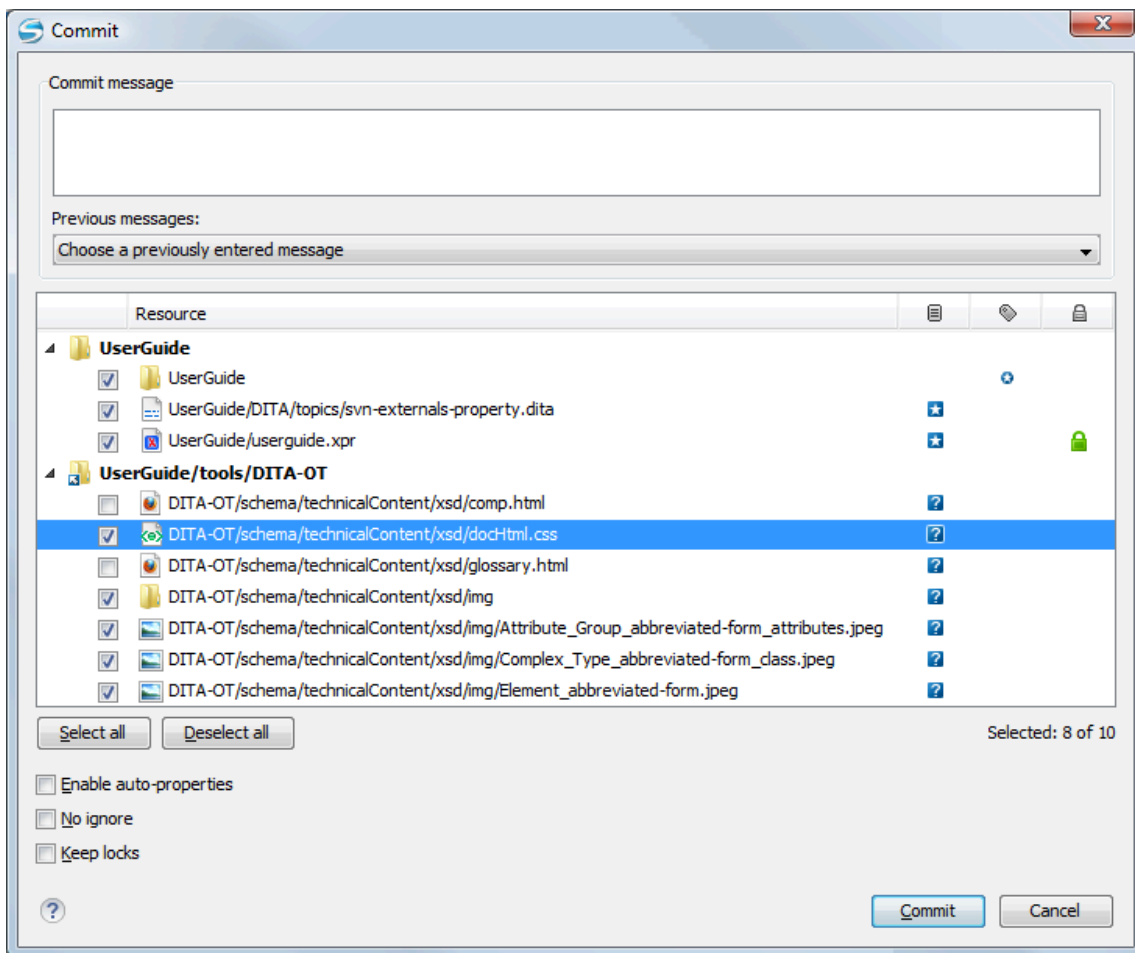 Commit
Commit message
Previous messages:
Choose a previously entered message
Resource
UserGuide
UserGuide
UserGuide/DITA/topics/svn-externals-property.dita
UserGuide/userguide.xpr
UserGuide/tools/DITA-OT
DITA-OT/schema/technicalContent/xsd/comp.html
DITA-OT/schema/technicalContent/xsd/docHtml.css
DITA-OT/schema/technicalContent/xsd/glossary.html
DITA-OT/schema/technicalContent/xsd/img
DITA-OT/schema/technicalContent/xsd/img/Attribute_Group_abbreviated-form_attributes.jpeg
DITA-OT/schema/technicalContent/xsd/img/Complex_Type_abbreviated-form_class.jpeg
DITA-OT/schema/technicalContent/xsd/img/Element_abbreviated-form.jpeg
Select all Deselect all Selected: 8 of 10
Enable auto-properties
No ignore
Keep locks
Commit Cancel